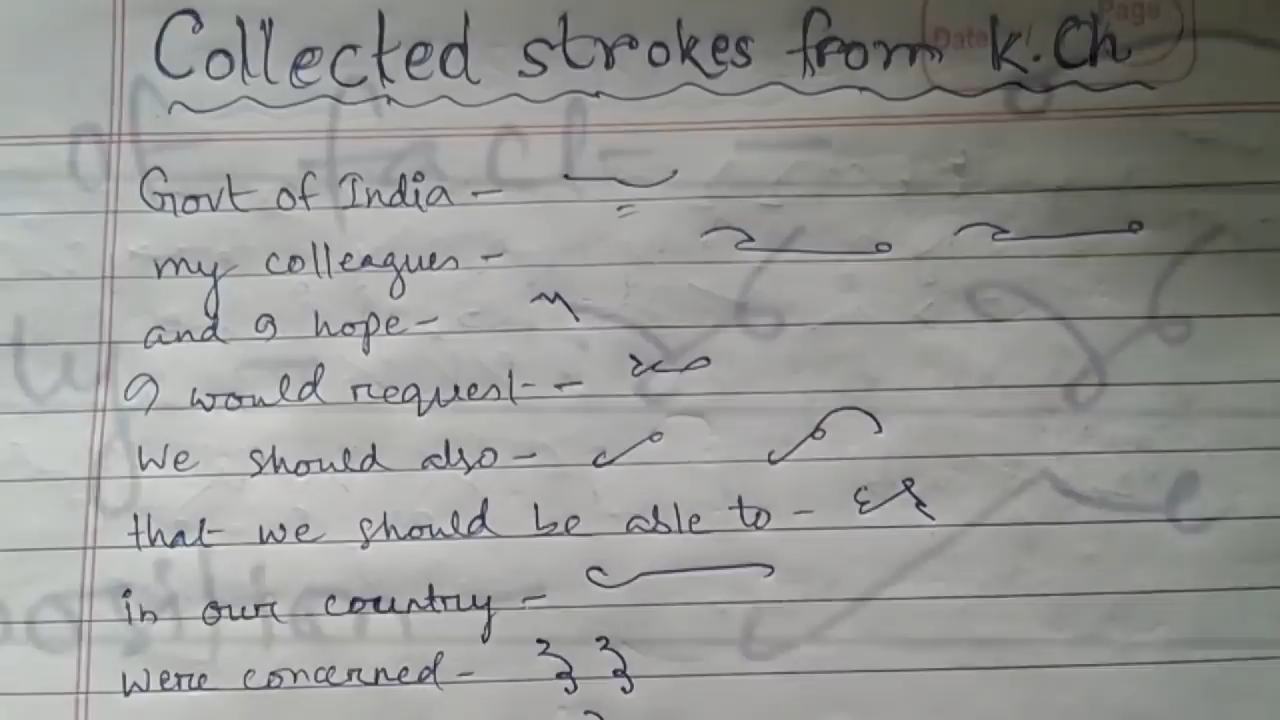 Collected strokes from K.Ch
Govt of India -
my colleagues -
and I hope -
I would request -
We should also -
that we should be able to -
in our country -
were concerned -